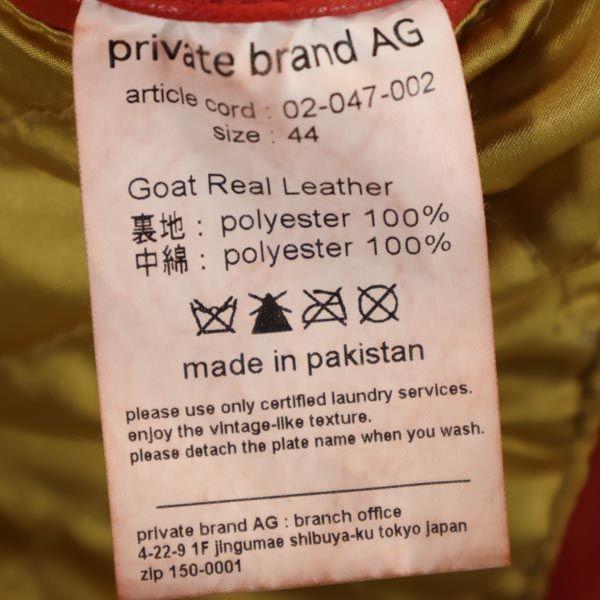 private brand AG
article cord : 02-047-002
size : 44
Goat Real Leather
裏地 : polyester 100%
中綿 : polyester 100%
made in pakistan
please use only certified laundry services.
enjoy the vintage-like texture.
please detach the plate name when you wash.
private brand AG : branch office
4-22-9 1F jingumae shibuya-ku tokyo japan
zip 150-0001